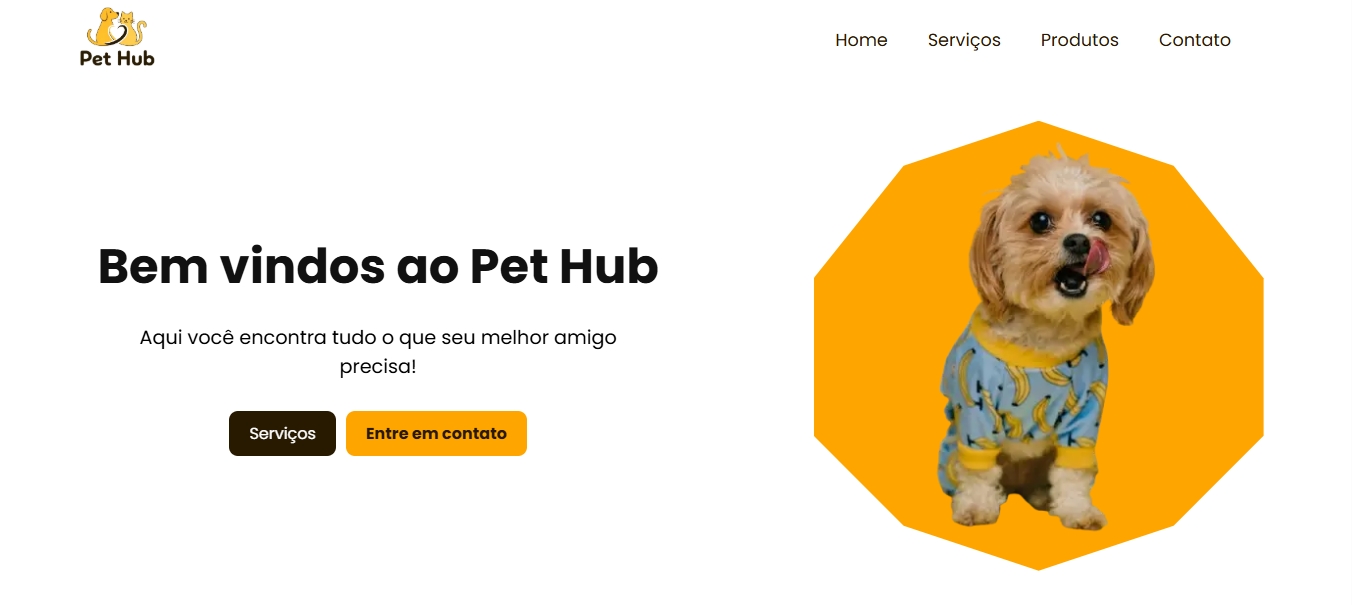 Pet Hub
Home Serviços Produtos Contato
Bem vindos ao Pet Hub
Aqui você encontra tudo o que seu melhor amigo
precisa!
Serviços Entre em contato